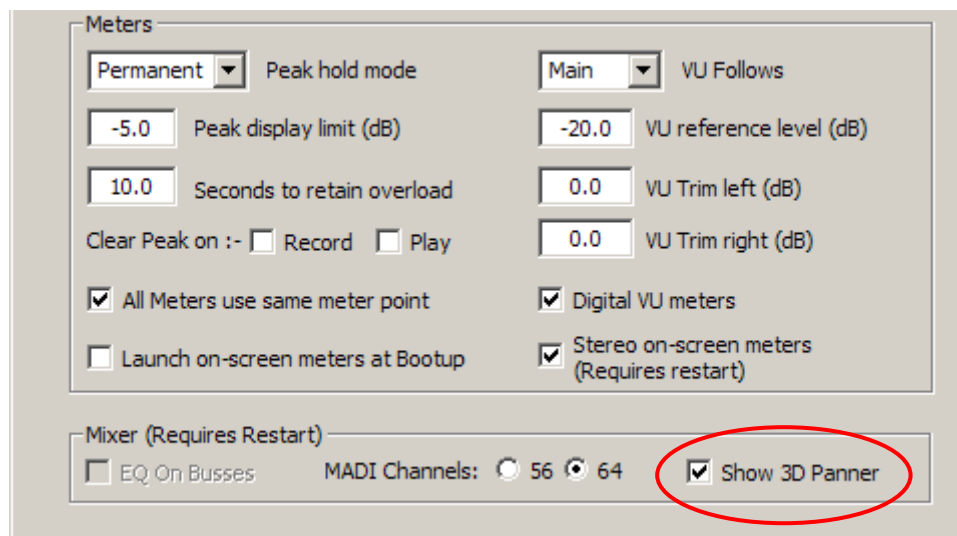 Meters
Permanent Peak hold mode Main VU Follows
-5.0 Peak display limit (dB) -20.0 VU reference level (dB)
10.0 Seconds to retain overload 0.0 VU Trim left (dB)
Clear Peak on :- Record Play 0.0 VU Trim right (dB)
All Meters use same meter point Digital VU meters
Launch on-screen meters at Bootup Stereo on-screen meters
(Requires restart)
Mixer (Requires Restart)
EQ On Busses MADI Channels: 56 64 Show 3D Panner